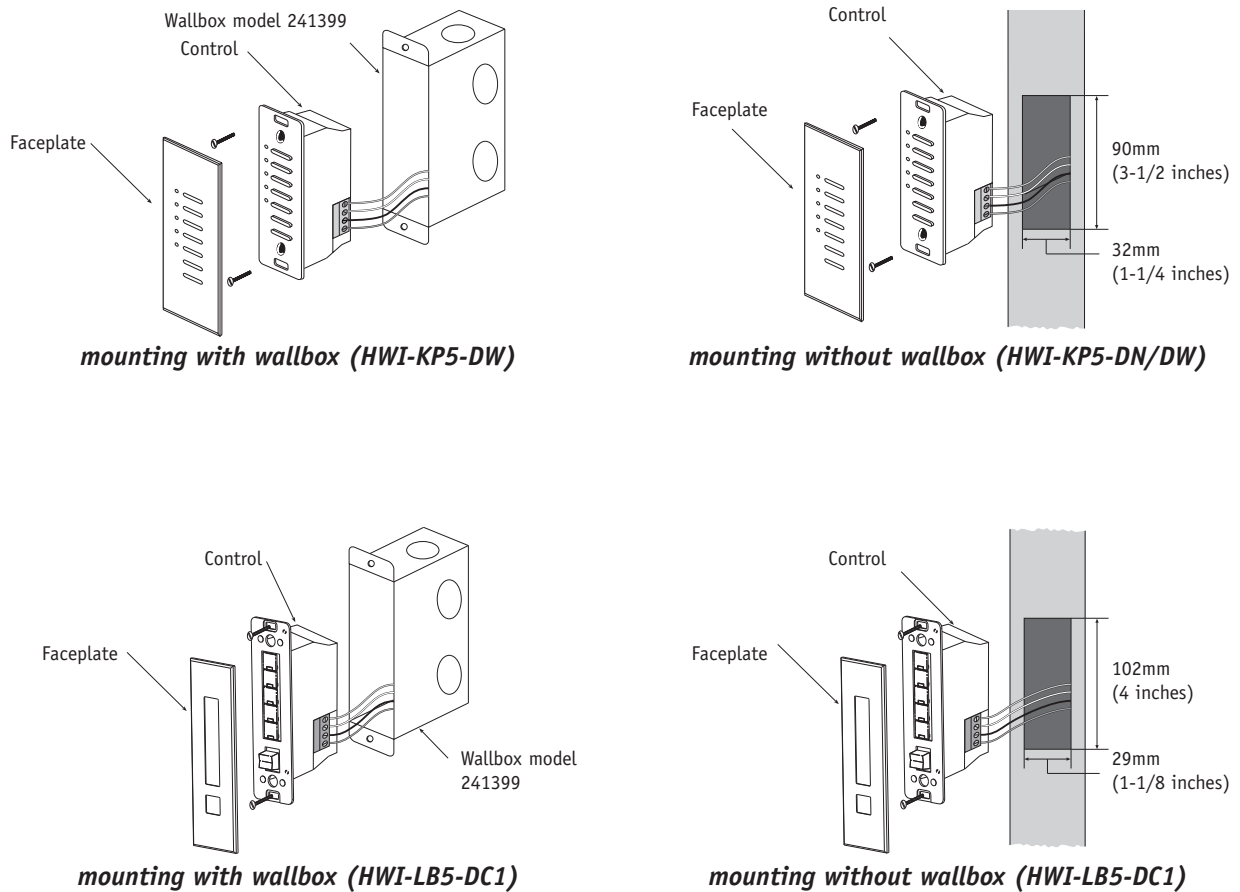 Wallbox model 241399
Control
Faceplate
mounting with wallbox (HWI-KP5-DW)
Control
Faceplate
90mm
(3-1/2 inches)
32mm
(1-1/4 inches)
mounting without wallbox (HWI-KP5-DN/DW)
Control
Faceplate
Wallbox model
241399
mounting with wallbox (HWI-LB5-DC1)
Control
Faceplate
102mm
(4 inches)
29mm
(1-1/8 inches)
mounting without wallbox (HWI-LB5-DC1)